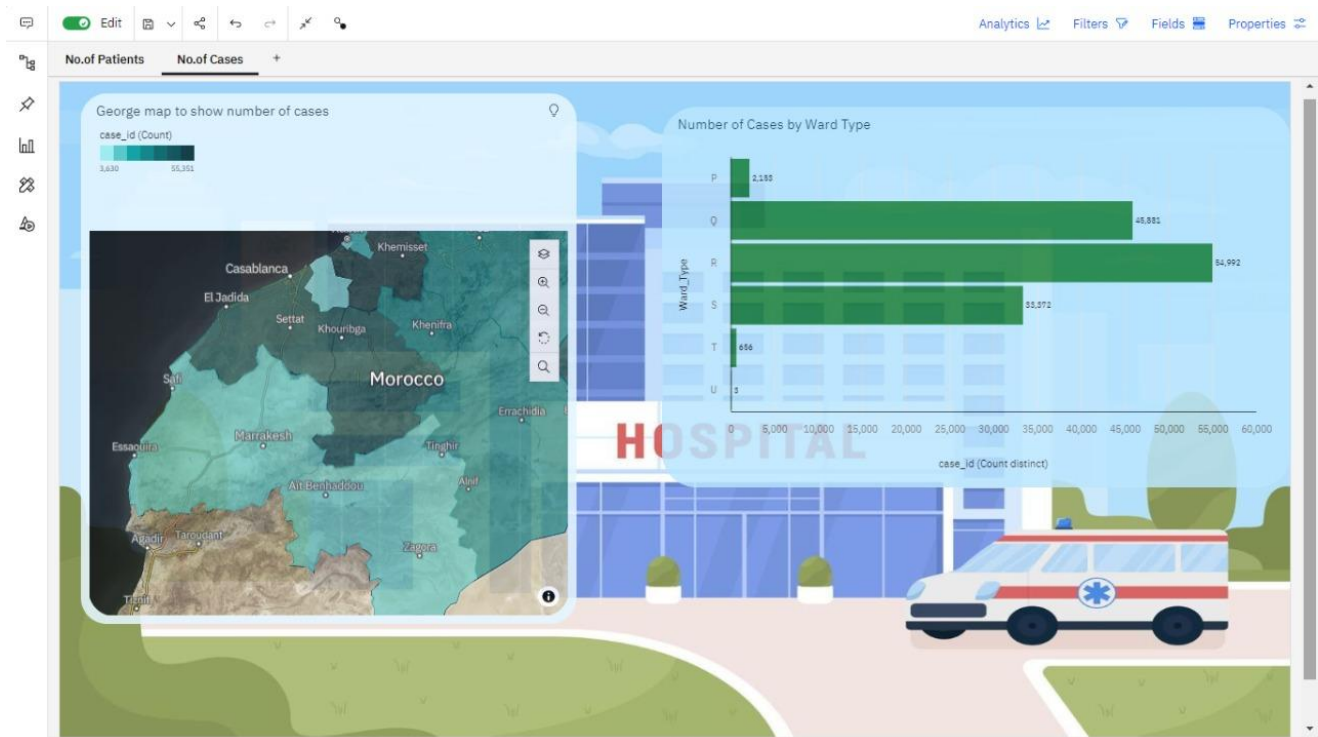 Edit
Analytics Filters Fields Properties
No.of Patients No.of Cases +
George map to show number of cases
case_id (Count)
3,630 55,351
Khemisset
Casablanca
El Jadida
Settat
Khouribga
Khenifra
Safi
Morocco
Errachidia
Essaouira
Marrakesh
Tinghir
Ait Benhaddou
Alnif
Agadir
Taroudant
Zagora
Tiznit
Number of Cases by Ward Type
Ward_Type
P 2,155
Q 45,881
R 54,992
S 33,372
T 656
U 3
0 5,000 10,000 15,000 20,000 25,000 30,000 35,000 40,000 45,000 50,000 55,000 60,000
case_id (Count distinct)
HOSPITAL